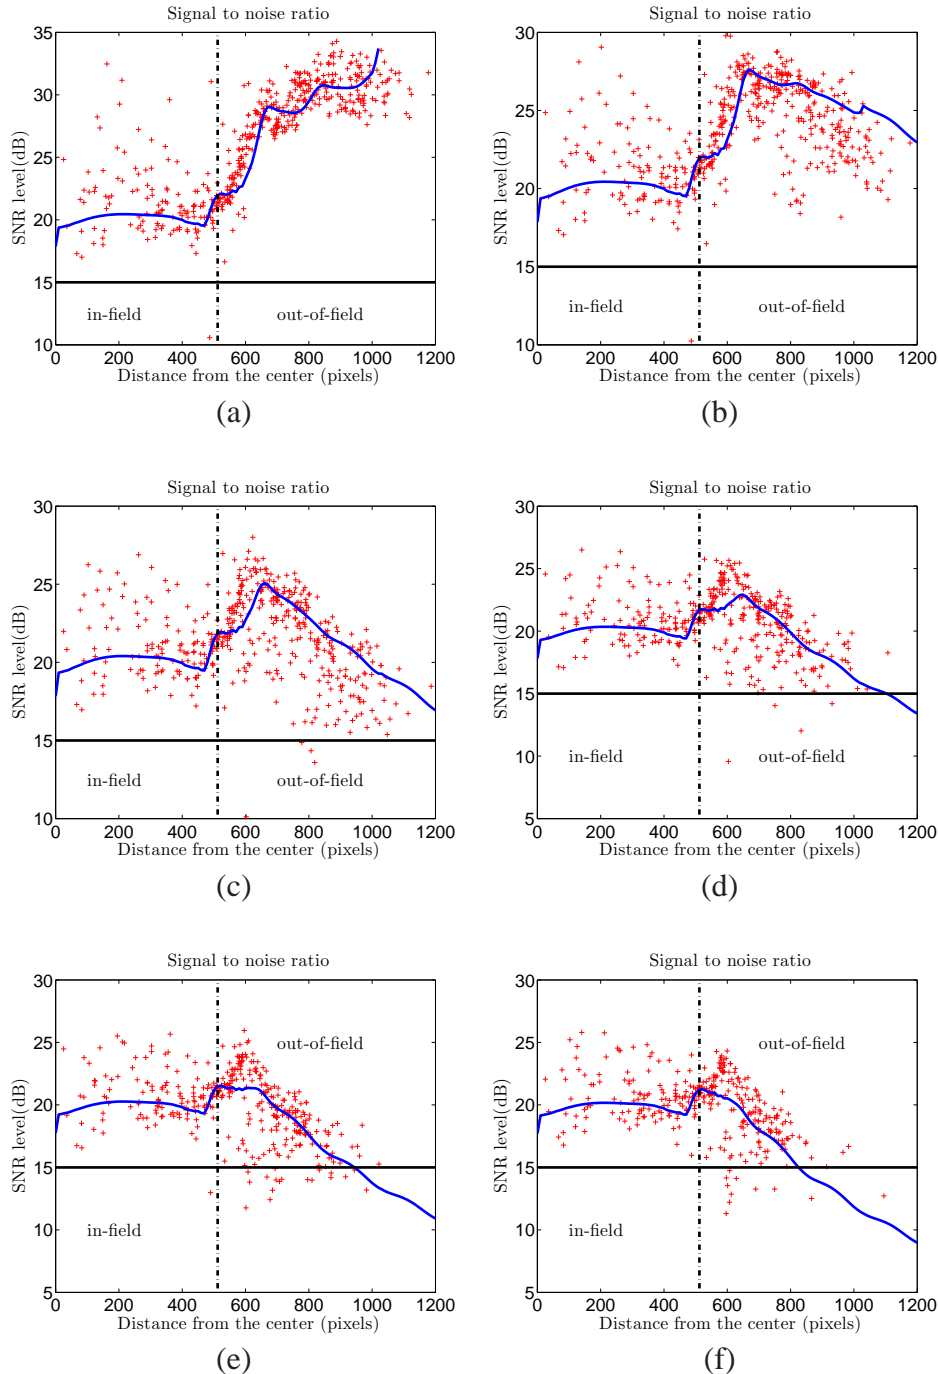 Signal to noise ratio
35
30
25
20
15
10
SNR level(dB)
in-field
out-of-field
0 200 400 600 800 1000 1200
Distance from the center (pixels)
(a)
Signal to noise ratio
30
25
20
15
10
SNR level(dB)
in-field
out-of-field
0 200 400 600 800 1000 1200
Distance from the center (pixels)
(b)
Signal to noise ratio
30
25
20
15
10
SNR level(dB)
in-field
out-of-field
0 200 400 600 800 1000 1200
Distance from the center (pixels)
(c)
Signal to noise ratio
30
25
20
15
10
5
SNR level(dB)
in-field
out-of-field
0 200 400 600 800 1000 1200
Distance from the center (pixels)
(d)
Signal to noise ratio
30
25
20
15
10
5
SNR level(dB)
out-of-field
in-field
0 200 400 600 800 1000 1200
Distance from the center (pixels)
(e)
Signal to noise ratio
30
25
20
15
10
5
SNR level(dB)
out-of-field
in-field
0 200 400 600 800 1000 1200
Distance from the center (pixels)
(f)